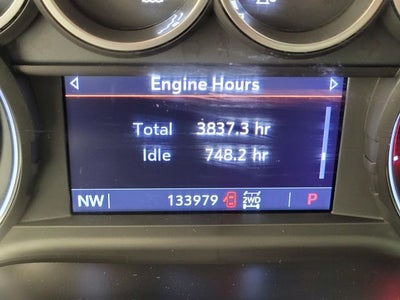 Engine Hours
Total 3837.3 hr
Idle 748.2 hr
NW 133979 2WD P